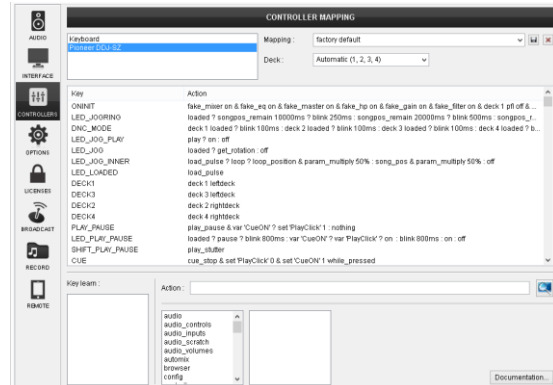 CONTROLLER MAPPING
AUDIO
INTERFACE
CONTROLLERS
OPTIONS
LICENSES
BROADCAST
RECORD
REMOTE
Keyboard
Pioneer DDJ-SZ
Mapping : factory default
Deck : Automatic (1, 2, 3, 4)
Key Action
ONINIT fake_mixer on & fake_eq on & fake_master on & fake_hp on & fake_gain on & fake_filter on & deck 1 pfl off & ...
LED_JOGRING loaded ? songpos_remain 10000ms ? blink 250ms : songpos_remain 20000ms ? blink 500ms : songpos_r...
DNC_MODE deck 1 loaded ? blink 180ms : deck 2 loaded ? blink 100ms : deck 3 loaded ? blink 100ms : deck 4 loaded ? b...
LED_JOG_PLAY play ? on : off
LED_JOG loaded ? get_rotation : off
LED_JOG_INNER load_pulse ? loop ? loop_position & param_multiply 50% : song_pos & param_multiply 50% : off
LED_LOADED load_pulse
DECK1 deck 1 leftdeck
DECK3 deck 3 leftdeck
DECK2 deck 2 rightdeck
DECK4 deck 4 rightdeck
PLAY_PAUSE play_pause & var 'CueON' ? set 'PlayClick' 1 : nothing
LED_PLAY_PAUSE loaded ? pause ? blink 800ms : var 'CueON' ? var 'PlayClick' ? on : blink 800ms : on : off
SHIFT_PLAY_PAUSE play_stutter
CUE cue_stop & set 'PlayClick' 0 & set 'CueON' 1 while_pressed
Key learn :
Action :
audio
audio_controls
audio_inputs
audio_scratch
audio_volumes
automix
browser
config
Documentation...